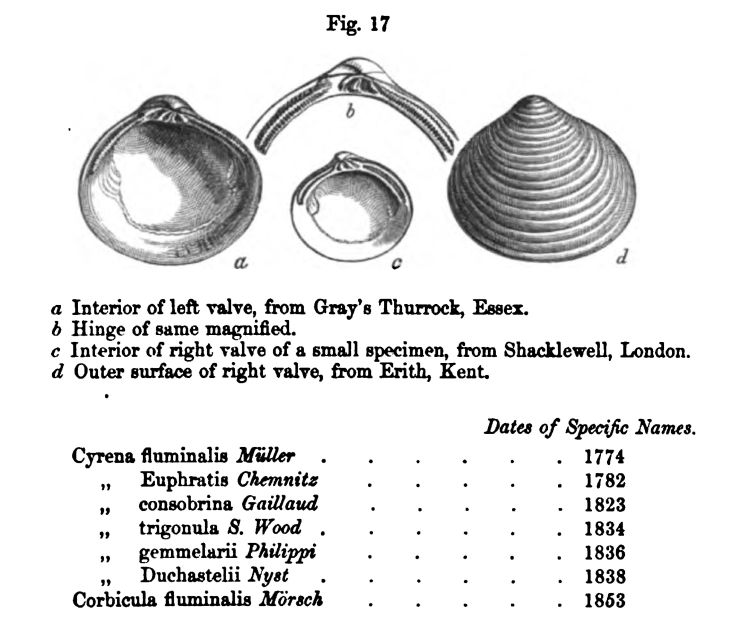 Fig. 17
b
a
c
d
a Interior of left valve, from Gray's Thurrock, Essex.
b Hinge of same magnified.
c Interior of right valve of a small specimen, from Shacklewell, London.
d Outer surface of right valve, from Erith, Kent.
Dates of Specific Names.
Cyrena fluminalis Müller . . . . . . 1774
„ Euphratis Chemnitz . . . . . 1782
„ consobrina Gaillaud . . . . . 1823
„ trigonula S. Wood . . . . . . 1834
„ gemmelarii Philippi . . . . . 1836
„ Duchastelii Nyst . . . . . . 1838
Corbicula fluminalis Mörsch . . . . . 1853